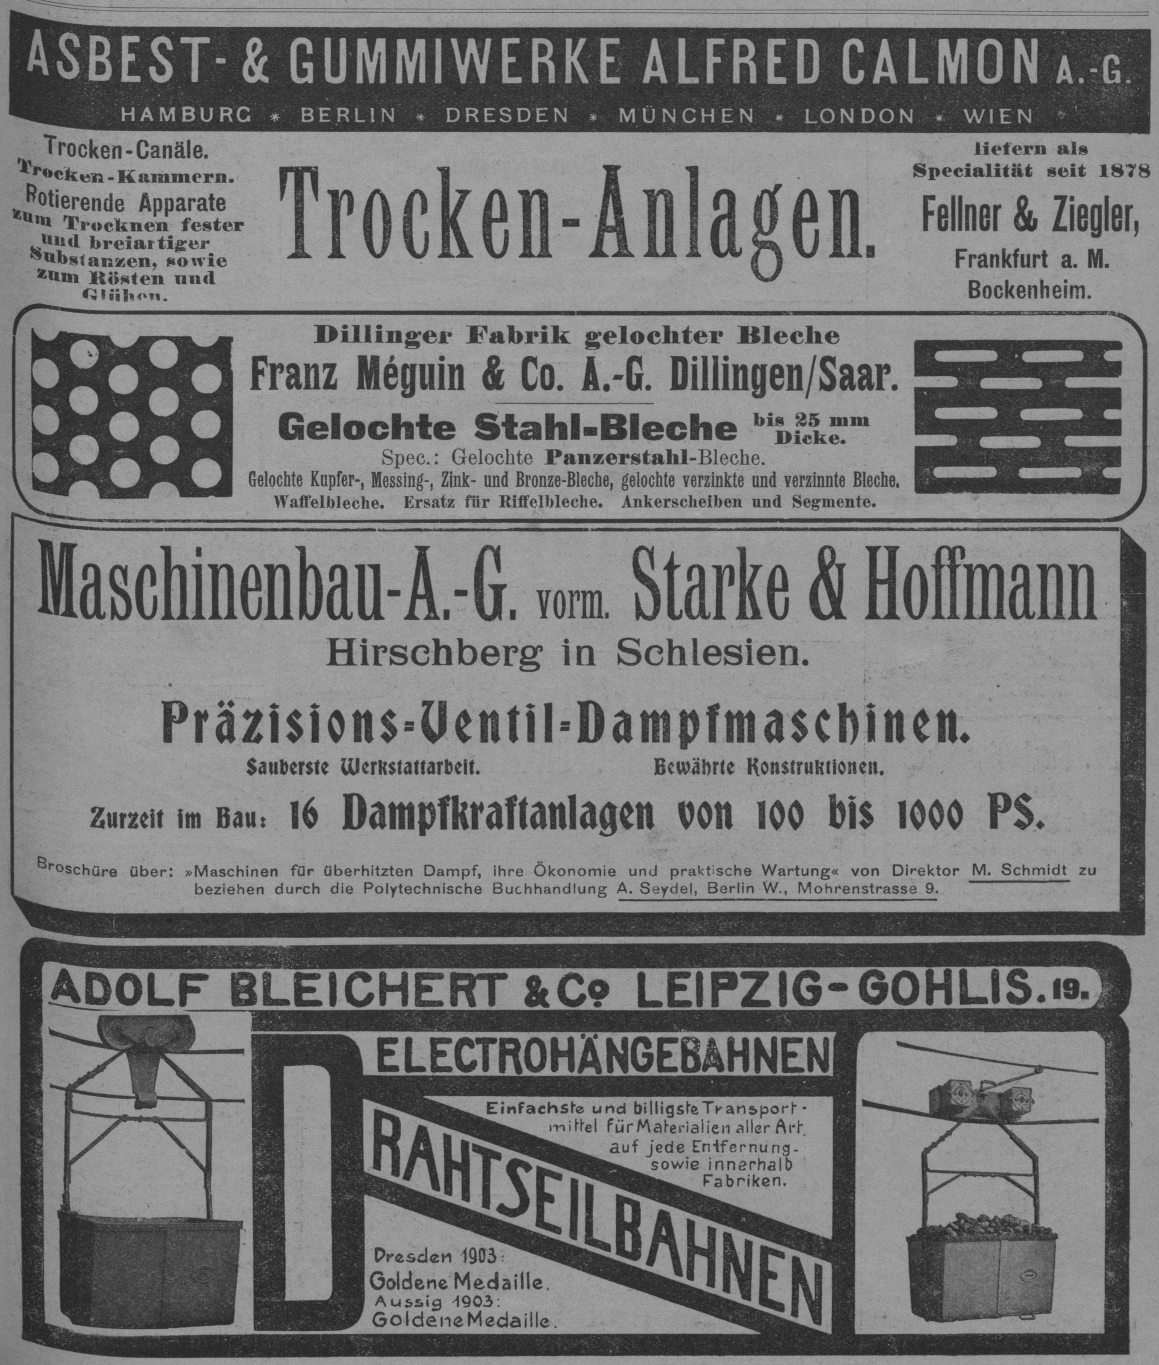 ASBEST- & GUMMIWERKE ALFRED CALMON A.-G.
HAMBURG * BERLIN * DRESDEN * MÜNCHEN * LONDON * WIEN
Trocken-Canäle.
Trocken-Kammern.
Rotierende Apparate
zum Trocknen fester
und breiartiger
Substanzen, sowie
zum Rösten und
Glühen.
Trocken-Anlagen.
liefern als
Specialität seit 1878
Fellner & Ziegler,
Frankfurt a. M.
Bockenheim.
Dillinger Fabrik gelochter Bleche
Franz Méguin & Co. A.-G. Dillingen/Saar.
Gelochte Stahl-Bleche bis 25 mm
Dicke.
Spec.: Gelochte Panzerstahl-Bleche.
Gelochte Kupfer-, Messing-, Zink- und Bronze-Bleche, gelochte verzinkte und verzinnte Bleche.
Waffelbleche. Ersatz für Riffelbleche. Ankerscheiben und Segmente.
Maschinenbau-A.-G. vorm. Starke & Hoffmann
Hirschberg in Schlesien.
Präzisions-Ventil-Dampfmaschinen.
Sauberste Werkstattarbeit. Bewährte Konstruktionen.
Zurzeit im Bau: 16 Dampfkraftanlagen von 100 bis 1000 PS.
Broschüre über: »Maschinen für überhitzten Dampf, ihre Ökonomie und praktische Wartung« von Direktor M. Schmidt zu
beziehen durch die Polytechnische Buchhandlung A. Seydel, Berlin W., Mohrenstrasse 9.
ADOLF BLEICHERT & Co LEIPZIG-GOHLIS. 19.
ELECTROHÄNGEBAHNEN
DRAHTSEILBAHNEN
Einfachste und billigste Transport-
mittel für Materialien aller Art,
auf jede Entfernung-
sowie innerhalb
Fabriken.
Dresden 1903:
Goldene Medaille.
Aussig 1903:
Goldene Medaille.